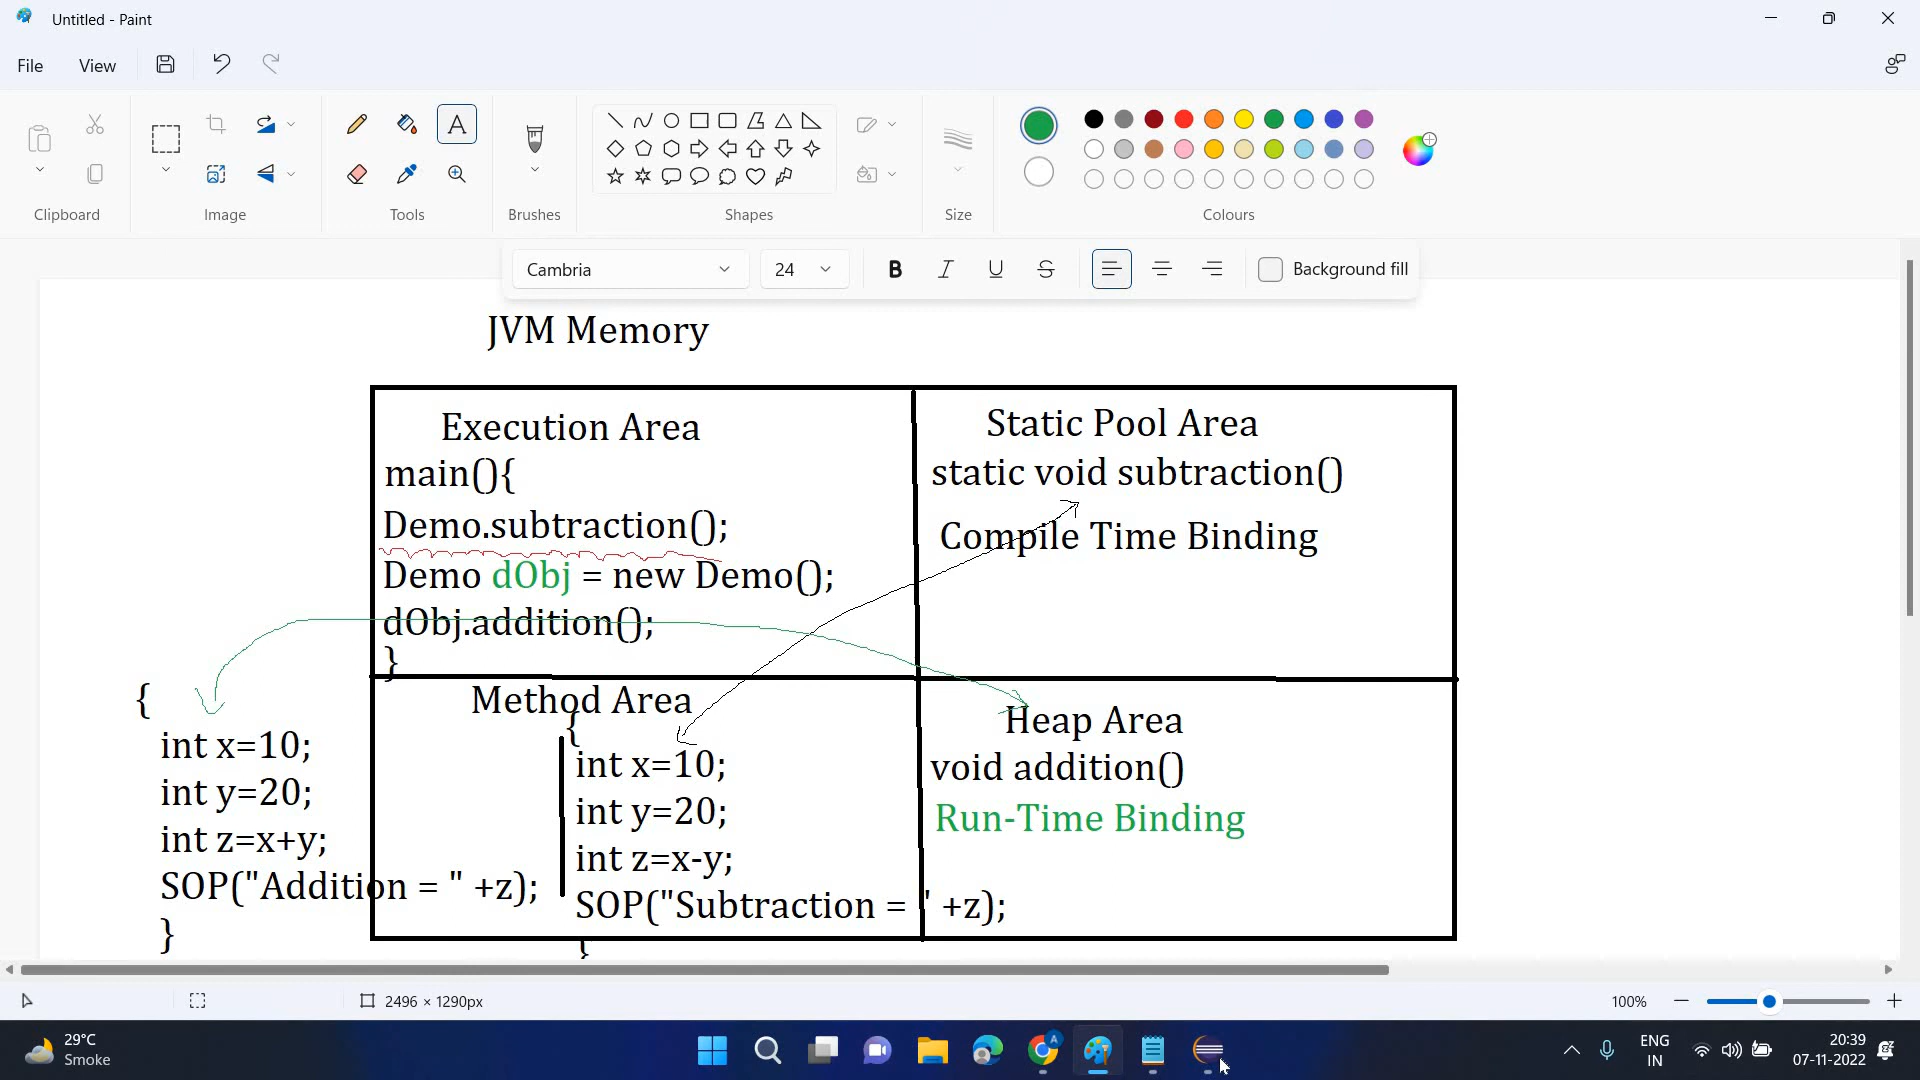 Untitled - Paint
File View
Clipboard
Image
Tools
Brushes
Shapes
Size
Colours
Cambria
24
B I U S
Background fill
JVM Memory
Execution Area
main(){
Demo.subtraction();
Demo dObj = new Demo();
dObj.addition();
}
Static Pool Area
static void subtraction()
Compile Time Binding
{
int x=10;
int y=20;
int z=x+y;
SOP("Addition = " +z);
}
Method Area
{
int x=10;
int y=20;
int z=x-y;
SOP("Subtraction = " +z);
}
Heap Area
void addition()
Run-Time Binding
2496 × 1290px
100%
29°C
Smoke
ENG
IN
20:39
07-11-2022